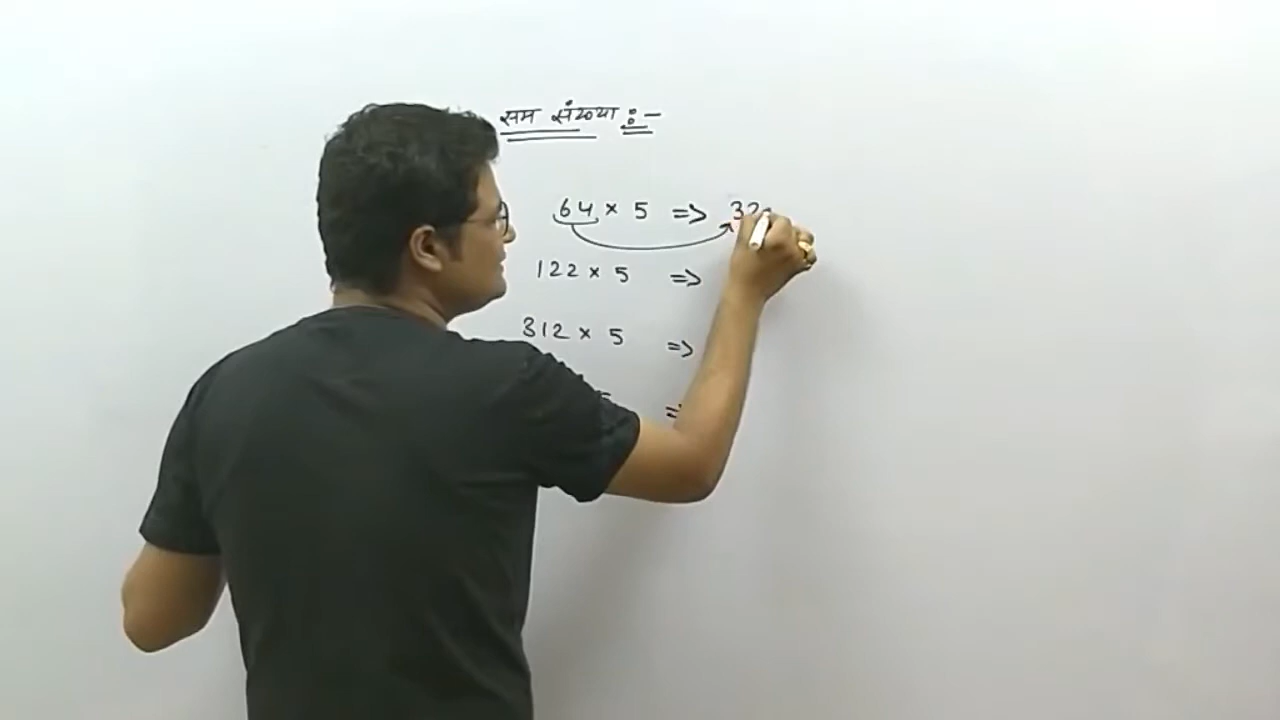 सम संख्या :-
64 × 5 => 32
122 × 5 =>
312 × 5 =>
=>